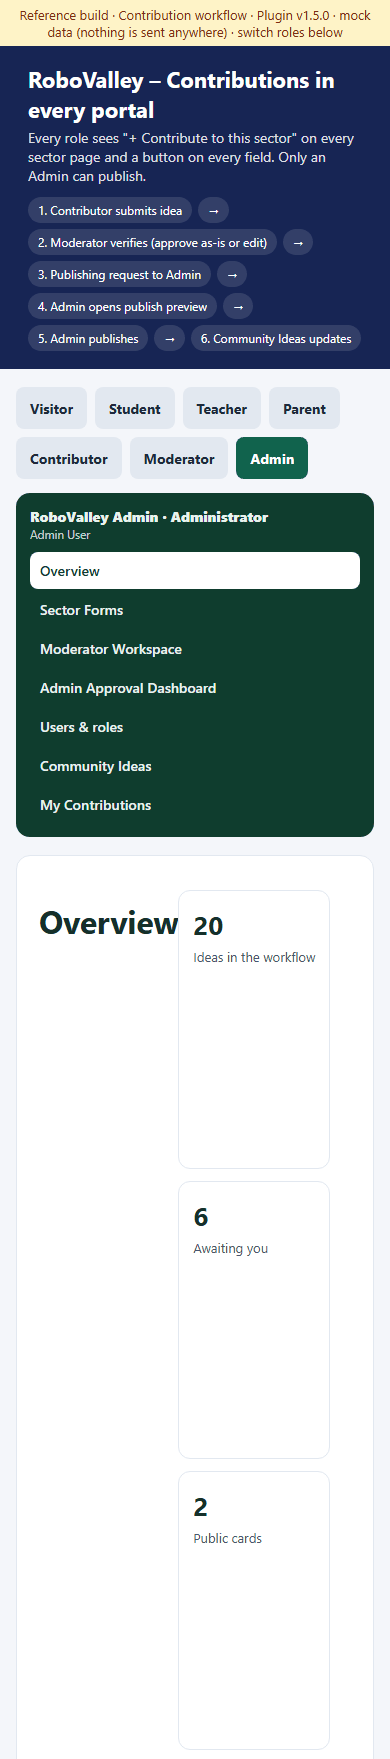 Reference build · Contribution workflow · Plugin v1.5.0 · mock
data (nothing is sent anywhere) · switch roles below
RoboValley – Contributions in
every portal
Every role sees "+ Contribute to this sector" on every
sector page and a button on every field. Only an
Admin can publish.
1. Contributor submits idea →
2. Moderator verifies (approve as-is or edit) →
3. Publishing request to Admin →
4. Admin opens publish preview →
5. Admin publishes → 6. Community Ideas updates
Visitor Student Teacher Parent
Contributor Moderator Admin
RoboValley Admin · Administrator
Admin User
Overview
Sector Forms
Moderator Workspace
Admin Approval Dashboard
Users & roles
Community Ideas
My Contributions
Overview
20
Ideas in the workflow
6
Awaiting you
2
Public cards